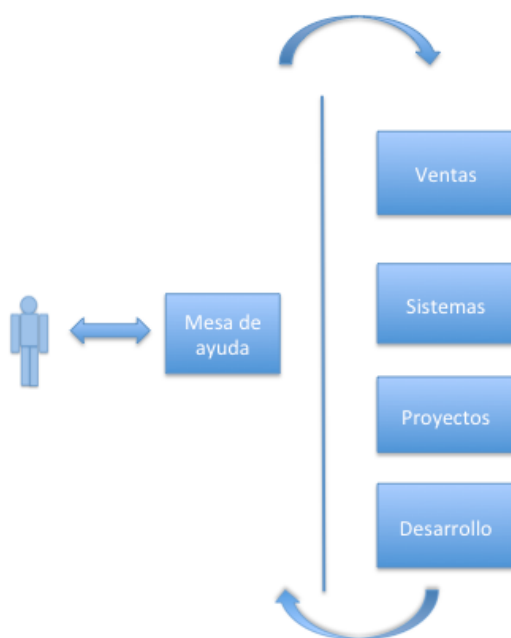 Ventas
Sistemas
Mesa de
ayuda
Proyectos
Desarrollo